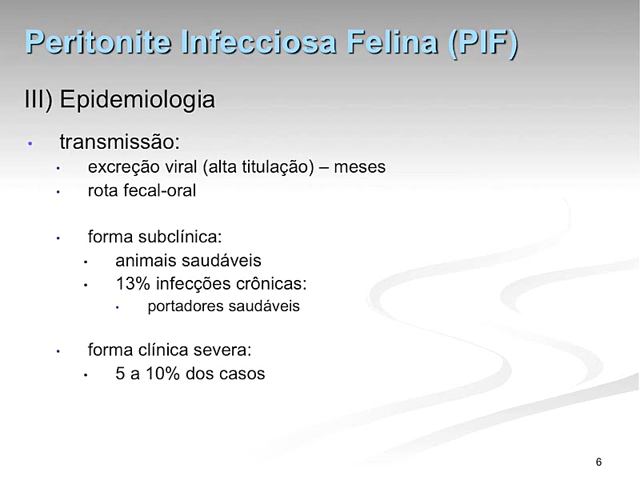 Peritonite Infecciosa Felina (PIF)
III) Epidemiologia
• transmissão:
• excreção viral (alta titulação) – meses
• rota fecal-oral
• forma subclínica:
• animais saudáveis
• 13% infecções crônicas:
• portadores saudáveis
• forma clínica severa:
• 5 a 10% dos casos
6